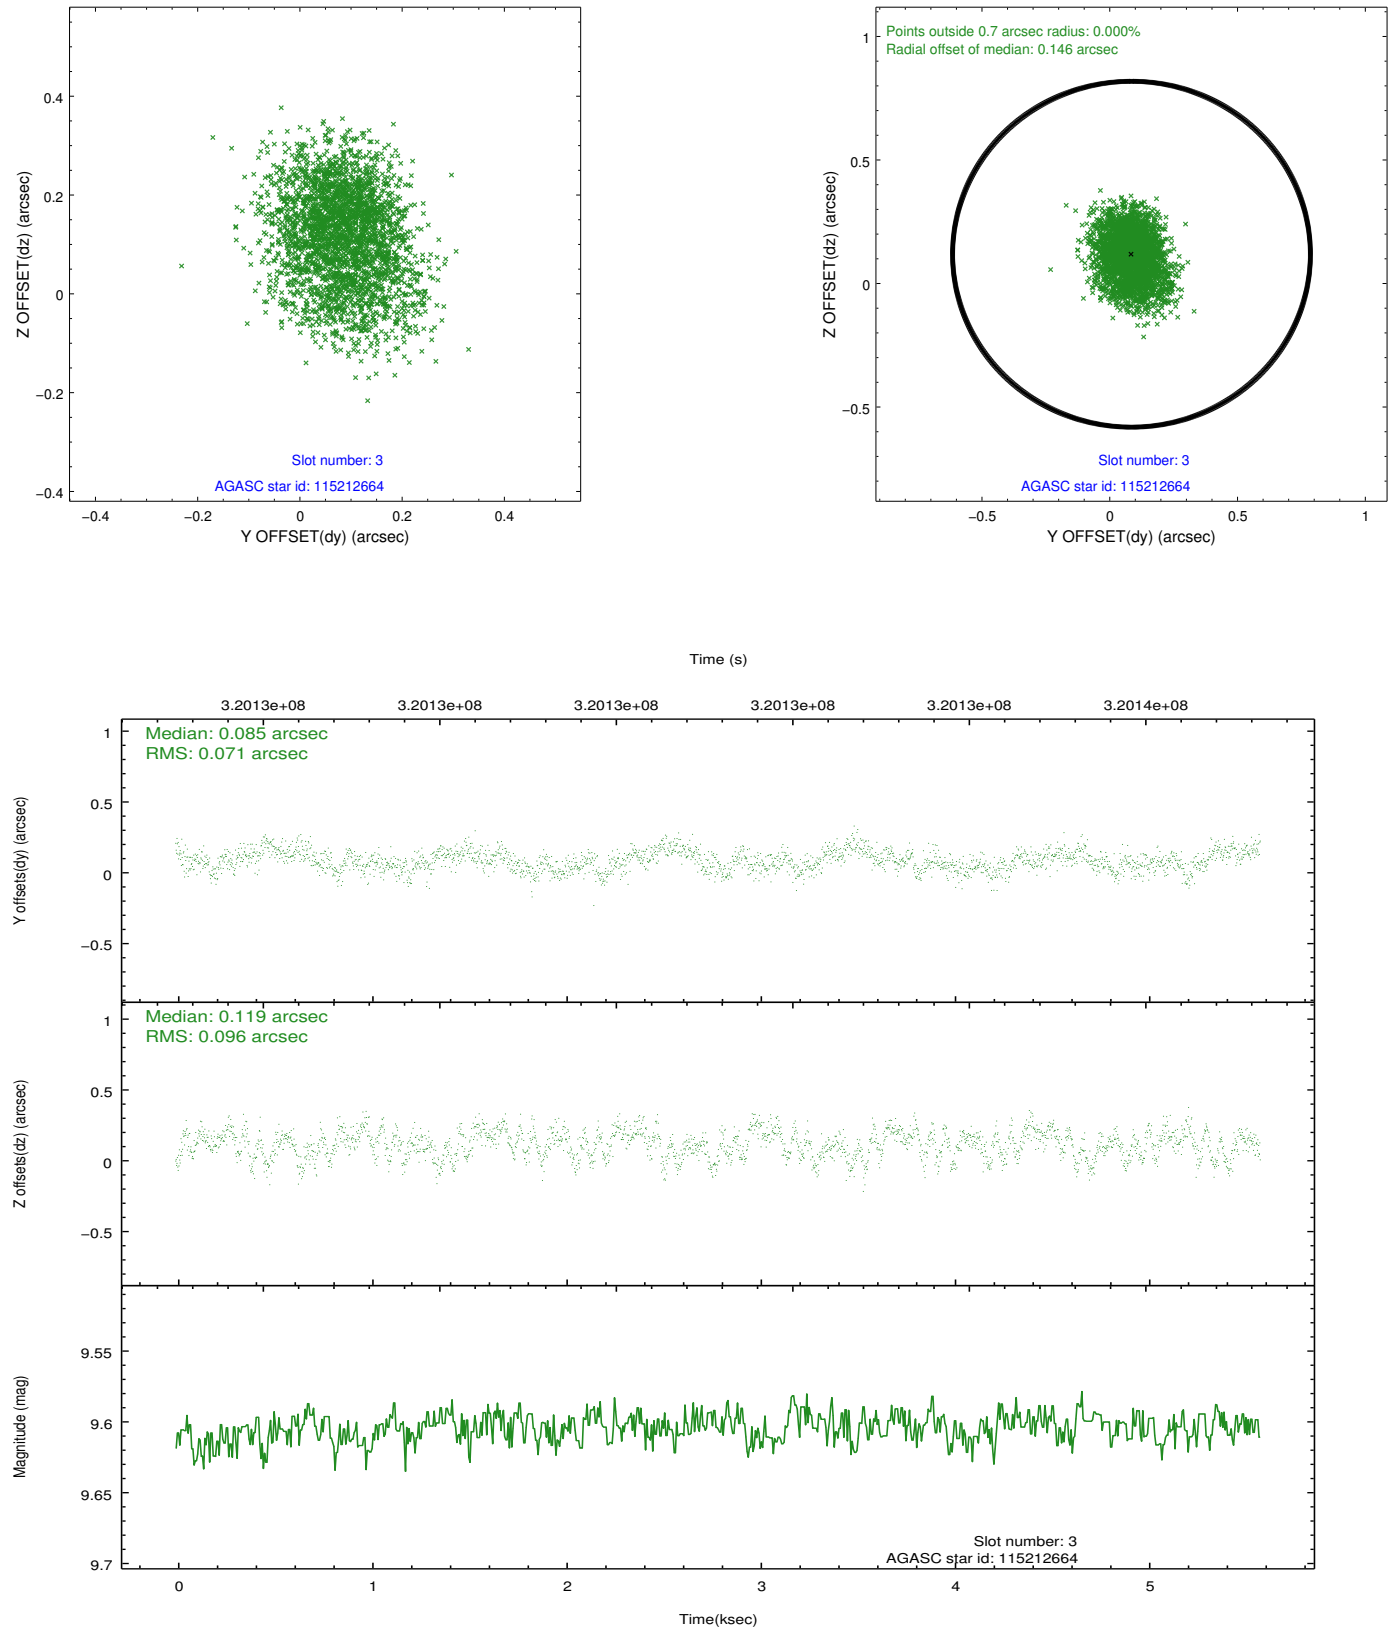 0.4
0.2
0
−0.2
−0.4
−0.4 −0.2 0 0.2 0.4
Z OFFSET(dz) (arcsec)
Y OFFSET(dy) (arcsec)
Slot number: 3
AGASC star id: 115212664
Points outside 0.7 arcsec radius: 0.000%
Radial offset of median: 0.146 arcsec
1
0.5
0
−0.5
−0.5 0 0.5 1
Z OFFSET(dz) (arcsec)
Y OFFSET(dy) (arcsec)
Slot number: 3
AGASC star id: 115212664
Time (s)
3.2013e+08 3.2013e+08 3.2013e+08 3.2013e+08 3.2013e+08 3.2014e+08
Median: 0.085 arcsec
RMS: 0.071 arcsec
1
0.5
0
−0.5
Y offsets(dy) (arcsec)
Median: 0.119 arcsec
RMS: 0.096 arcsec
1
0.5
0
−0.5
Z offsets(dz) (arcsec)
9.55
9.6
9.65
9.7
Magnitude (mag)
Slot number: 3
AGASC star id: 115212664
0 1 2 3 4 5
Time(ksec)